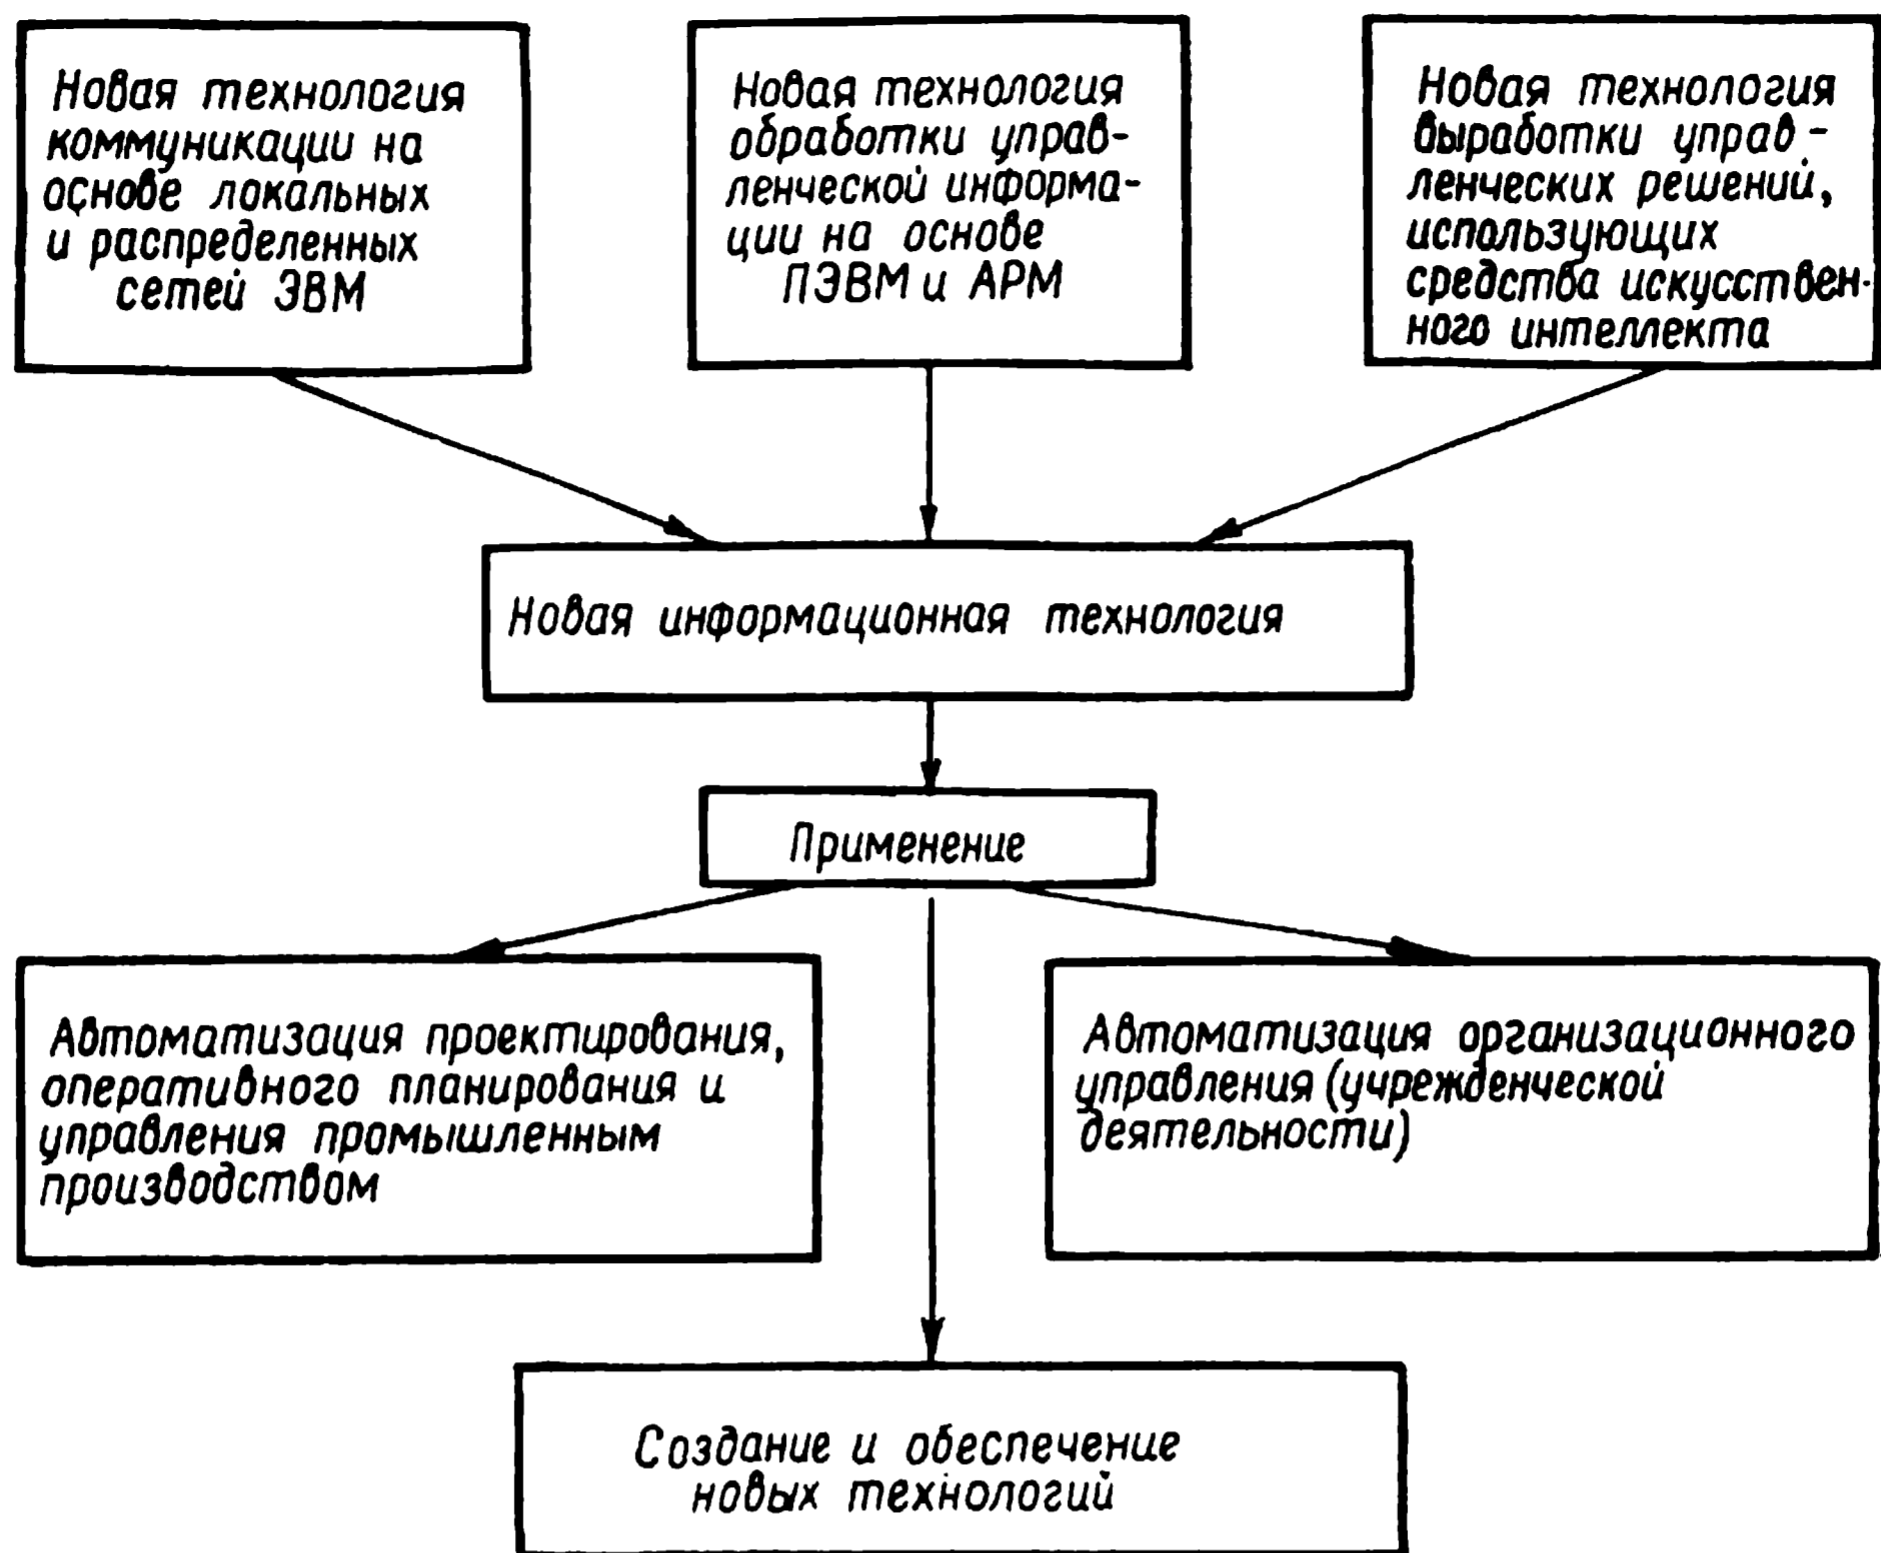 Новая технология
коммуникации на
основе локальных
и распределенных
сетей ЭВМ
Новая технология
обработки управ-
ленческой информа-
ции на основе
ПЭВМ и АРМ
Новая технология
выработки управ-
ленческих решений,
использующих
средства искусствен-
ного интеллекта
Новая информационная технология
Применение
Автоматизация проектирования,
оперативного планирования и
управления промышленным
производством
Автоматизация организационного
управления (учрежденческой
деятельности)
Создание и обеспечение
новых технологий